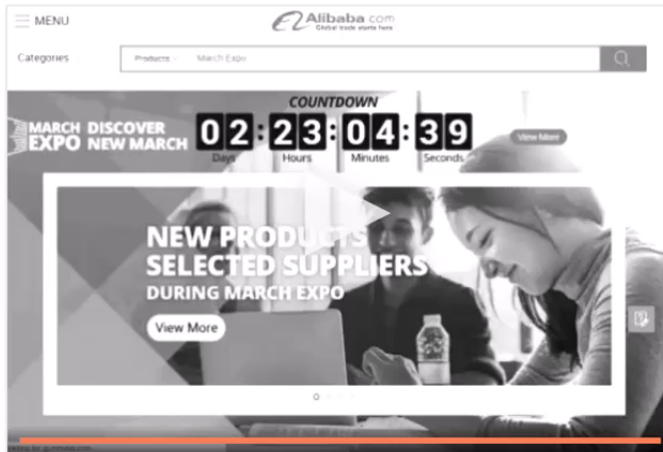 MENU
Alibaba.com
Global trade starts here
Categories
Products
March Expo
COUNTDOWN
MARCH DISCOVER
EXPO NEW MARCH
02:23:04:39
Days Hours Minutes Seconds
View More
NEW PRODUCTS
SELECTED SUPPLIERS
DURING MARCH EXPO
View More